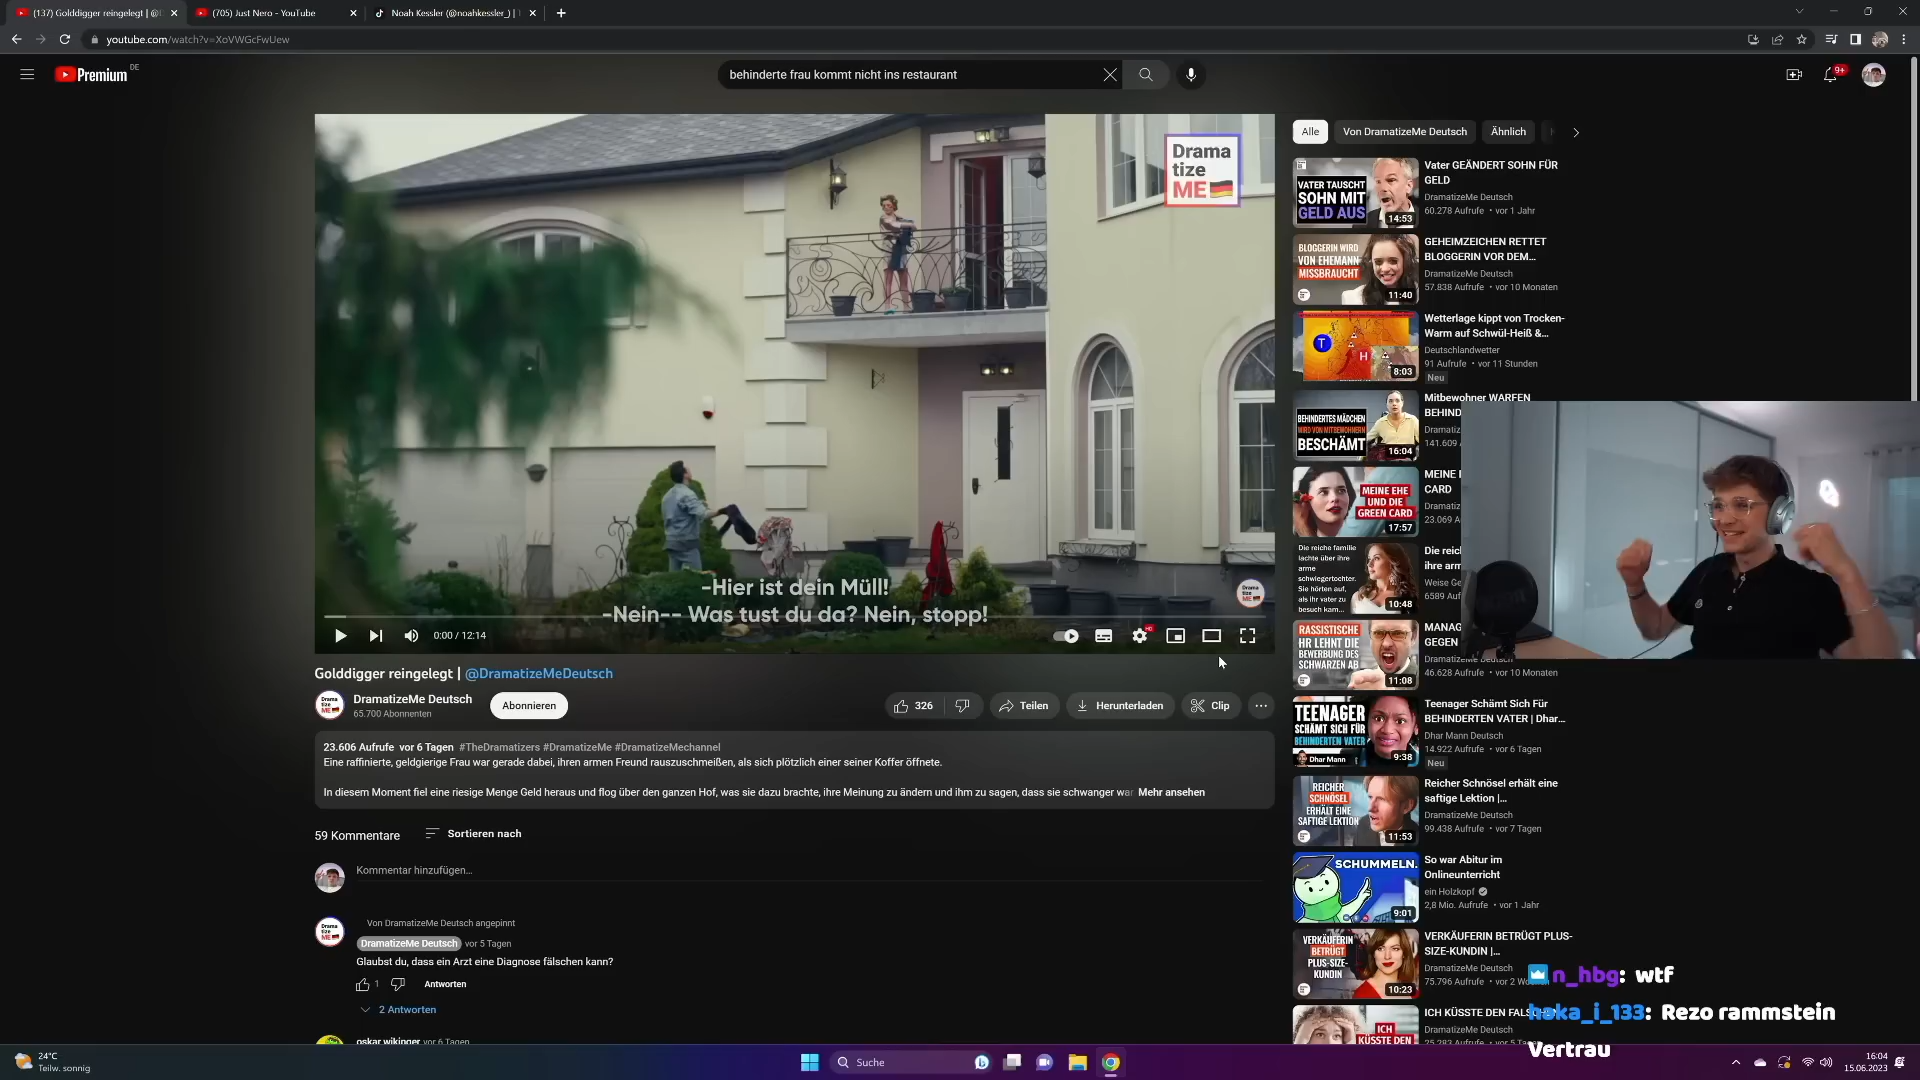 (137) Golddigger reingelegt | @D
(705) Just Nero - YouTube
Noah Kessler (@noahkessler_) |
youtube.com/watch?v=XoVWGcFwUew
Premium
DE
behinderte frau kommt nicht ins restaurant
9+
Drama
tize
ME
-Hier ist dein Müll!
-Nein-- Was tust du da? Nein, stopp!
0:00 / 12:14
Golddigger reingelegt | @DramatizeMeDeutsch
DramatizeMe Deutsch
65.700 Abonnenten
Abonnieren
326
Teilen
Herunterladen
Clip
23.606 Aufrufe vor 6 Tagen #TheDramatizers #DramatizeMe #DramatizeMechannel
Eine raffinierte, geldgierige Frau war gerade dabei, ihren armen Freund rauszuschmeißen, als sich plötzlich einer seiner Koffer öffnete.
In diesem Moment fiel eine riesige Menge Geld heraus und flog über den ganzen Hof, was sie dazu brachte, ihre Meinung zu ändern und ihm zu sagen, dass sie schwanger war Mehr ansehen
59 Kommentare
Sortieren nach
Kommentar hinzufügen...
Von DramatizeMe Deutsch angepinnt
DramatizeMe Deutsch vor 5 Tagen
Glaubst du, dass ein Arzt eine Diagnose fälschen kann?
1
Antworten
2 Antworten
oskar wikinger vor 6 Tagen
Alle
Von DramatizeMe Deutsch
Ähnlich
VATER TAUSCHT
SOHN MIT
GELD AUS
14:53
Vater GEÄNDERT SOHN FÜR
GELD
DramatizeMe Deutsch
60.278 Aufrufe • vor 1 Jahr
BLOGGERIN WIRD
VON EHEMANN
MISSBRAUCHT
11:40
GEHEIMZEICHEN RETTET
BLOGGERIN VOR DEM...
DramatizeMe Deutsch
57.838 Aufrufe • vor 10 Monaten
T
H
8:03
Wetterlage kippt von Trocken-
Warm auf Schwül-Heiß &...
Deutschlandwetter
91 Aufrufe • vor 11 Stunden
Neu
BEHINDERTES MÄDCHEN
WIRD VON MITBEWOHNERN
BESCHÄMT
16:04
Mitbewohner WARFEN
BEHIND
Dramatiz
141.609
MEINE EHE
UND DIE
GREEN CARD
17:57
MEINE
CARD
Dramatiz
23.069 A
Die reiche familie
lachte über ihre
arme
schwiegertochter.
Sie hörten auf,
als ihr vater zu
besuch kam...
10:48
Die reic
ihre arm
Weise Ge
6589 Auf
RASSISTISCHE
HR LEHNT DIE
BEWERBUNG DES
SCHWARZEN AB
11:08
MANAG
GEGEN
DramatizeMe Deutsch
46.628 Aufrufe • vor 10 Monaten
TEENAGER
SCHÄMT SICH FÜR
BEHINDERTEN VATER
Dhar Mann
9:38
Teenager Schämt Sich Für
BEHINDERTEN VATER | Dhar...
Dhar Mann Deutsch
14.922 Aufrufe • vor 6 Tagen
Neu
REICHER
SCHNÖSEL
ERHÄLT EINE
SAFTIGE LEKTION
11:53
Reicher Schnösel erhält eine
saftige Lektion |...
DramatizeMe Deutsch
99.438 Aufrufe • vor 7 Tagen
SCHUMMELN.
9:01
So war Abitur im
Onlineunterricht
ein Holzkopf
2,8 Mio. Aufrufe • vor 1 Jahr
VERKÄUFERIN
BETRÜGT
PLUS-SIZE-
KUNDIN
10:23
VERKÄUFERIN BETRÜGT PLUS-
SIZE-KUNDIN |...
DramatizeMe Deutsch
75.796 Aufrufe • vor 2 Wo
ICH
KÜSSTE DEN
ICH KÜSSTE DEN FALS
DramatizeMe Deutsch
25.283 Aufrufe • vor 5 Ta
n_hbg: wtf
haka_i_133: Rezo rammstein
Vertrau
24°C
Teilw. sonnig
Suche
16:04
15.06.2023